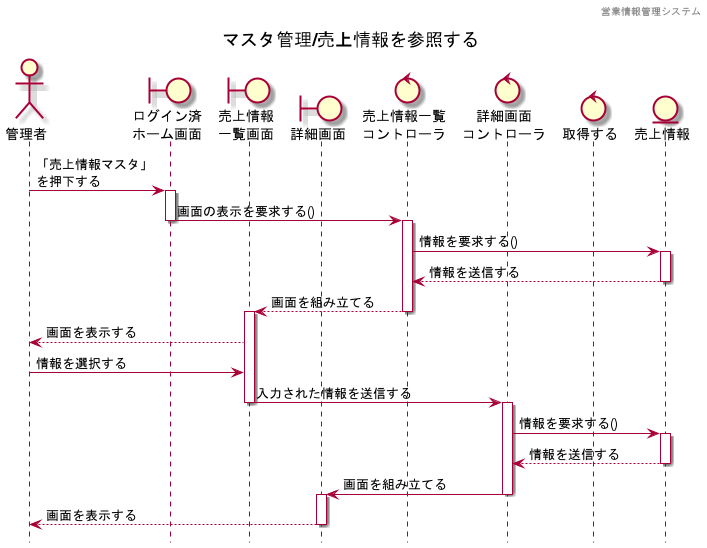 営業情報管理システム
マスタ管理/売上情報を参照する
管理者
ログイン済
ホーム画面
売上情報
一覧画面
詳細画面
売上情報一覧
コントローラ
詳細画面
コントローラ
取得する
売上情報
「売上情報マスタ」
を押下する
画面の表示を要求する()
情報を要求する()
情報を送信する
画面を組み立てる
画面を表示する
情報を選択する
入力された情報を送信する
情報を要求する()
情報を送信する
画面を組み立てる
画面を表示する